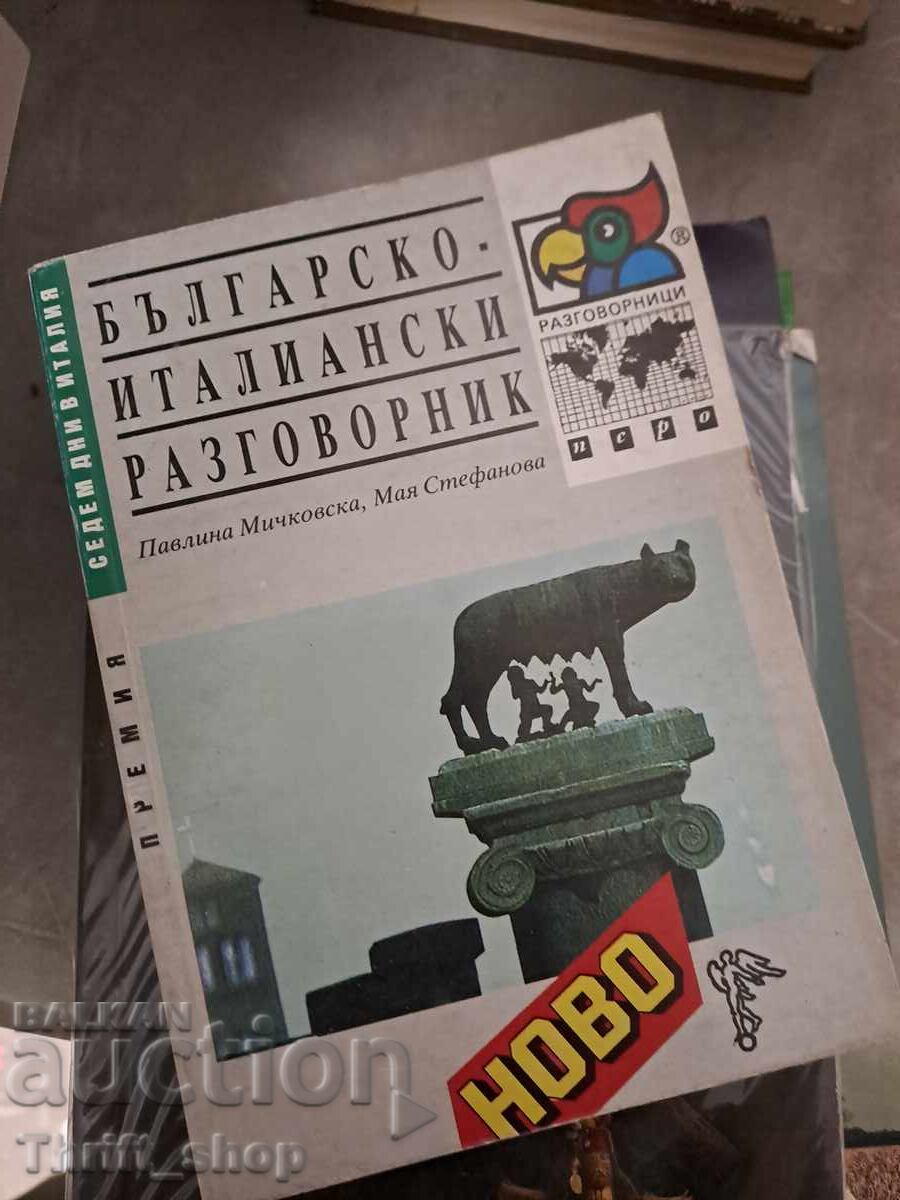 СЕДЕМ ДНИ В ИТАЛИЯ
ПРЕМИЯ
БЪЛГАРСКО-
ИТАЛИАНСКИ
РАЗГОВОРНИК
Павлина Мичковска, Мая Стефанова
®
РАЗГОВОРНИЦИ
перо
НОВО
BALKAN
auction
Thrift_shop